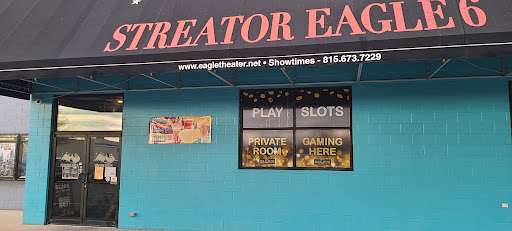 STREATOR EAGLE 6
www.eagletheater.net • Showtimes - 815.673.7229
PLAY SLOTS
PRIVATE ROOM
GAMING HERE